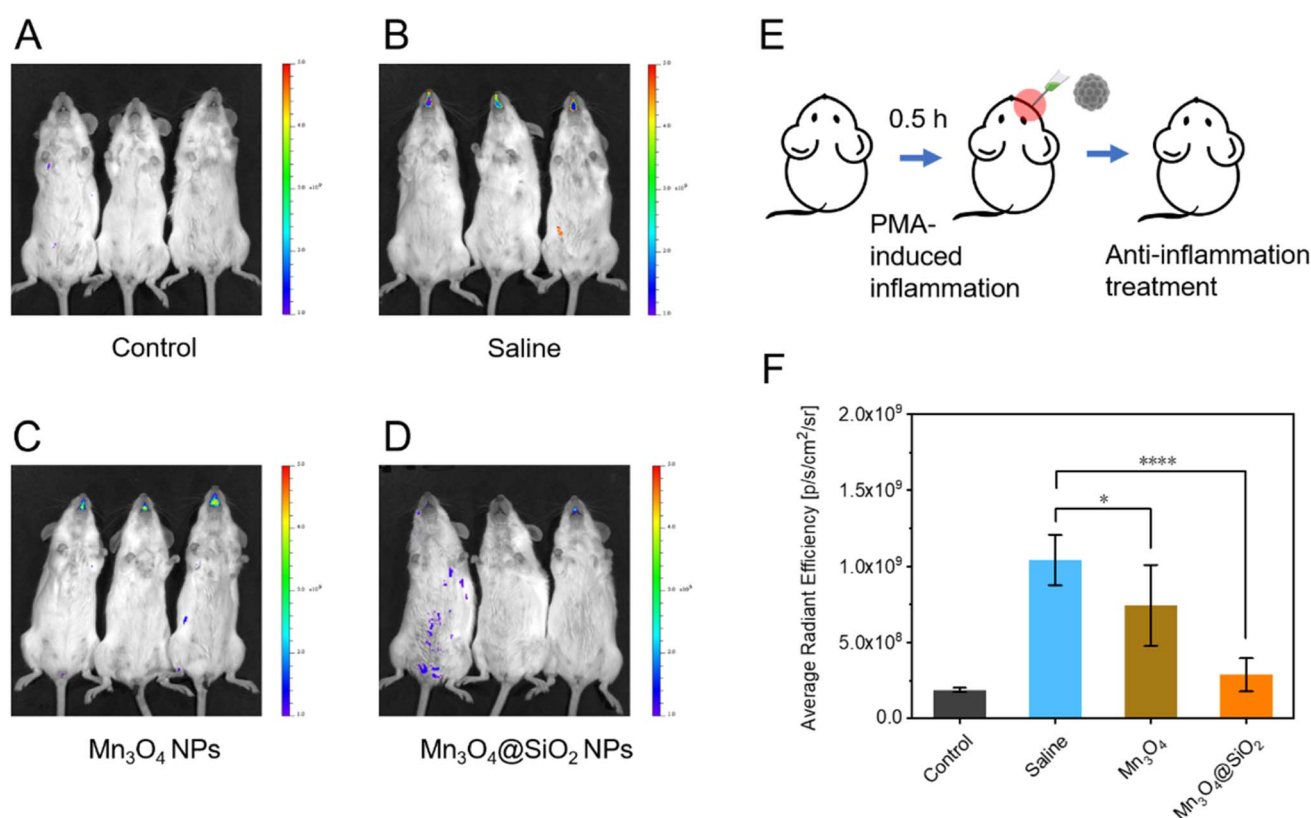 A
B
E
Control
Saline
0.5 h
PMA-
induced
inflammation
Anti-inflammation
treatment
C
D
F
Mn₃O₄ NPs
Mn₃O₄@SiO₂ NPs
Average Radiant Efficiency [p/s/cm²/sr]
2.0x10⁹
1.5x10⁹
1.0x10⁹
5.0x10⁸
0.0
****
*
Control
Saline
Mn₃O₄
Mn₃O₄@SiO₂